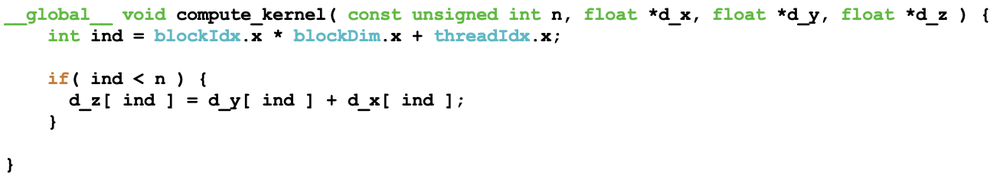 __global__ void compute_kernel( const unsigned int n, float *d_x, float *d_y, float *d_z ) {
int ind = blockIdx.x * blockDim.x + threadIdx.x;
if( ind < n ) {
d_z[ ind ] = d_y[ ind ] + d_x[ ind ];
}
}